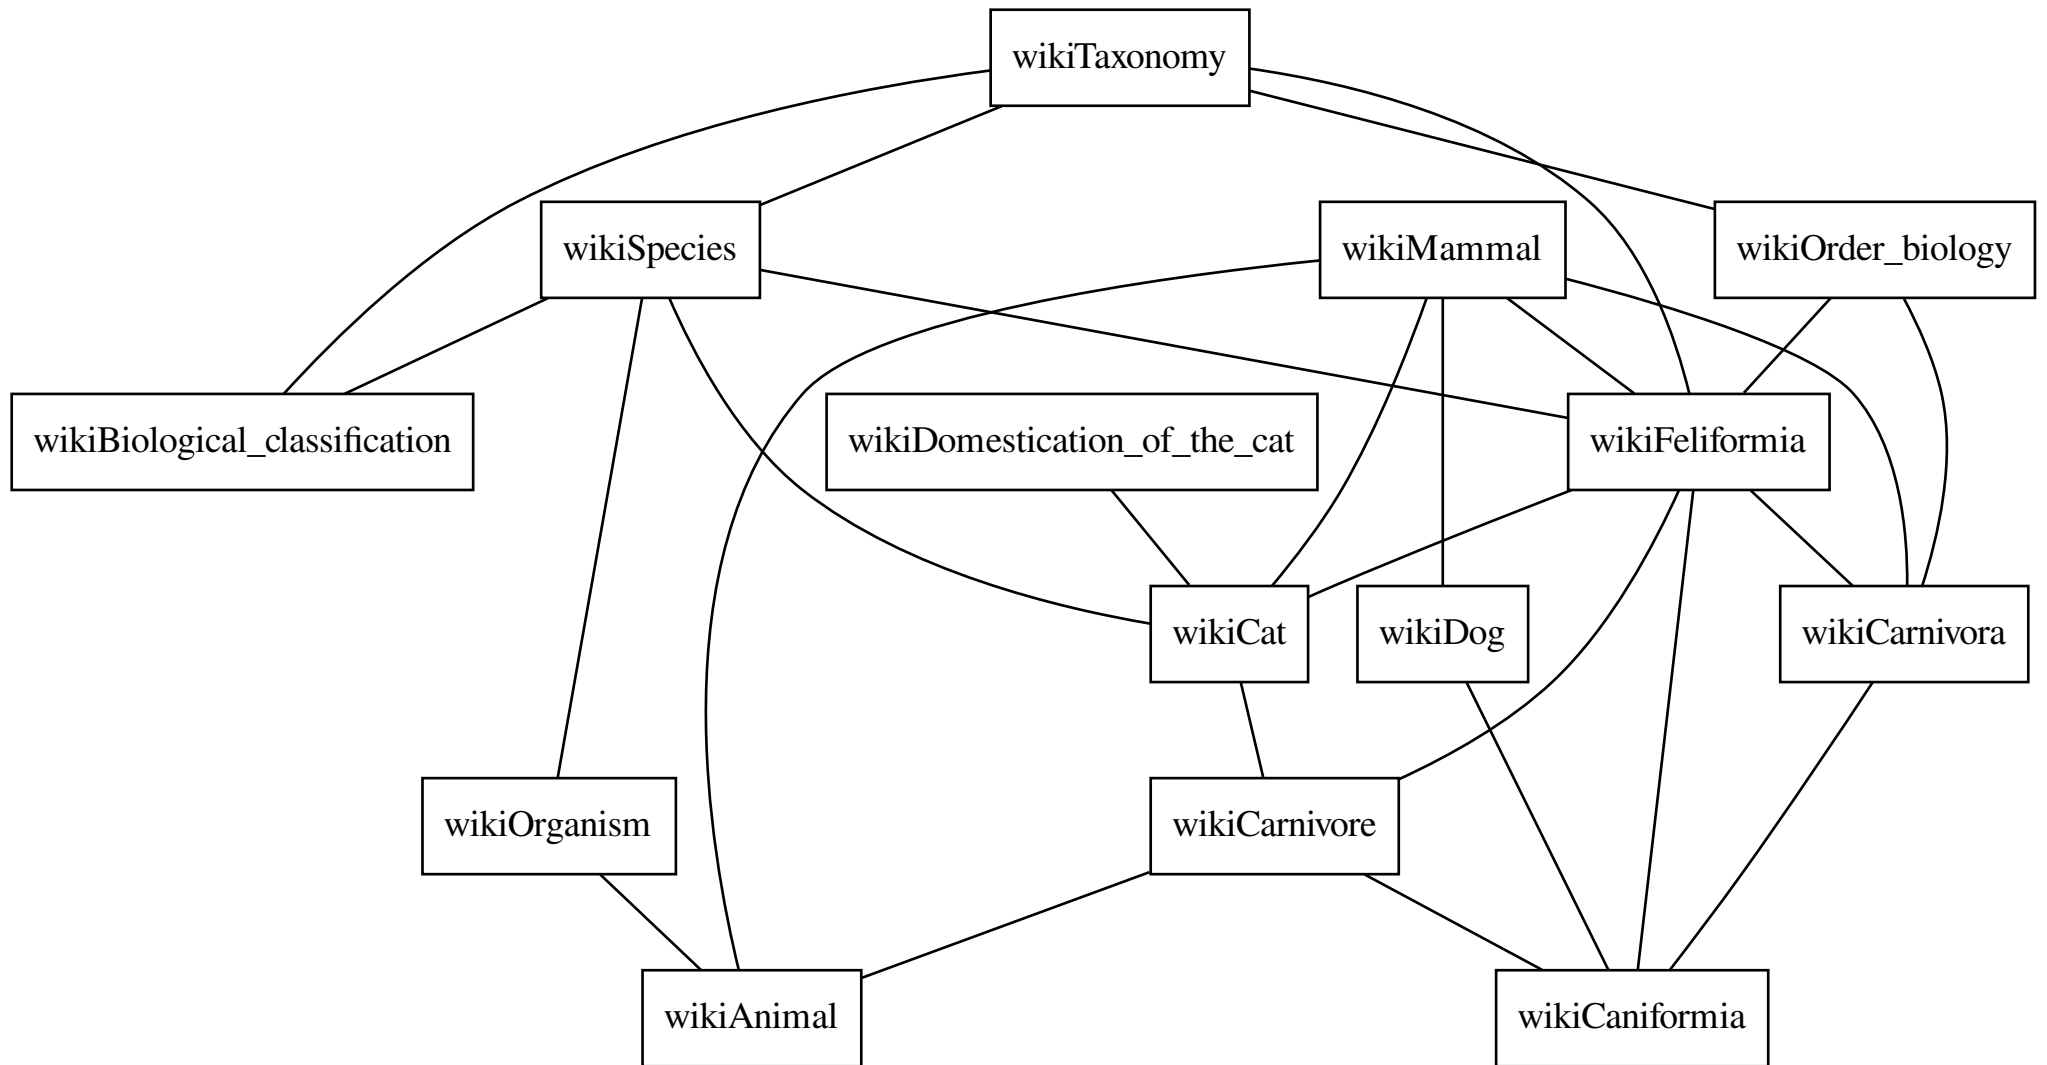 wikiTaxonomy
wikiSpecies
wikiMammal
wikiOrder_biology
wikiBiological_classification
wikiDomestication_of_the_cat
wikiFeliformia
wikiCat
wikiDog
wikiCarnivora
wikiOrganism
wikiCarnivore
wikiAnimal
wikiCaniformia